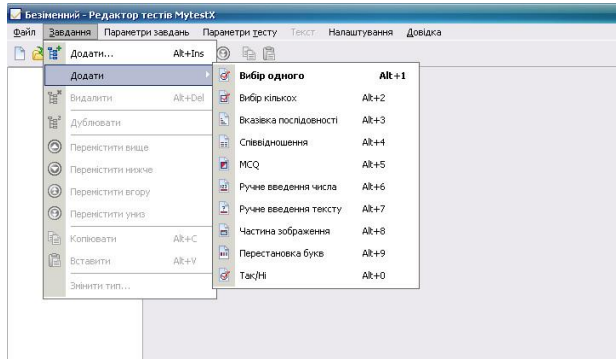 Безіменний - Редактор тестів MytestX
Файл Завдання Параметри завдань Параметри тесту Текст Налаштування Довідка
Додати... Alt+Ins
Додати
Видалити Alt+Del
Дублювати
Перемістити вище
Перемістити нижче
Перемістити вгору
Перемістити униз
Копіювати Alt+C
Вставити Alt+V
Змінити тип...
Вибір одного Alt+1
Вибір кількох Alt+2
Вказівка послідовності Alt+3
Співвідношення Alt+4
MCQ Alt+5
Ручне введення числа Alt+6
Ручне введення тексту Alt+7
Частина зображення Alt+8
Перестановка букв Alt+9
Так/Ні Alt+0